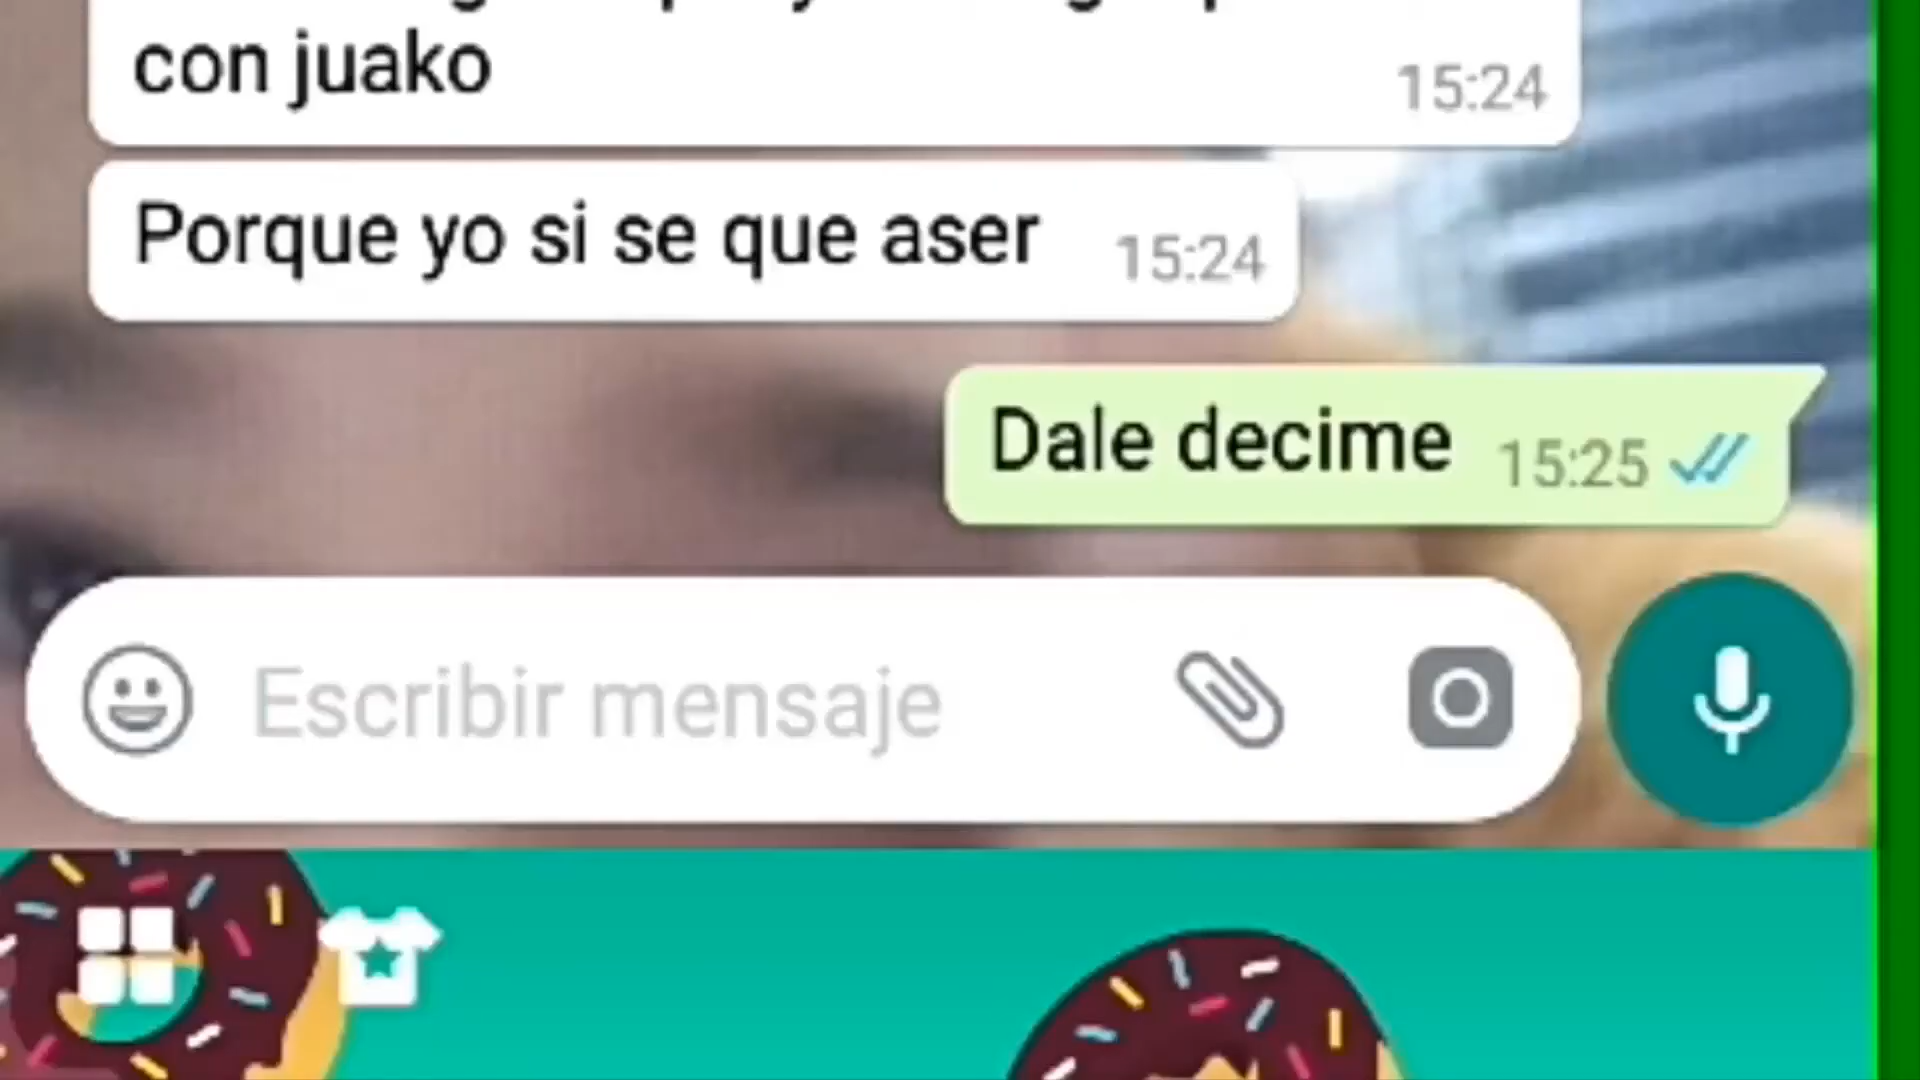 con juako
15:24
Porque yo si se que aser 15:24
Dale decime 15:25
Escribir mensaje